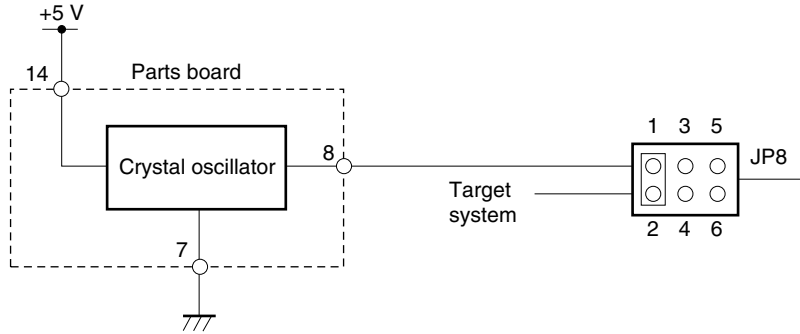 +5 V
14
Parts board
1 3 5
Crystal oscillator
8
JP8
Target
system
7
2 4 6